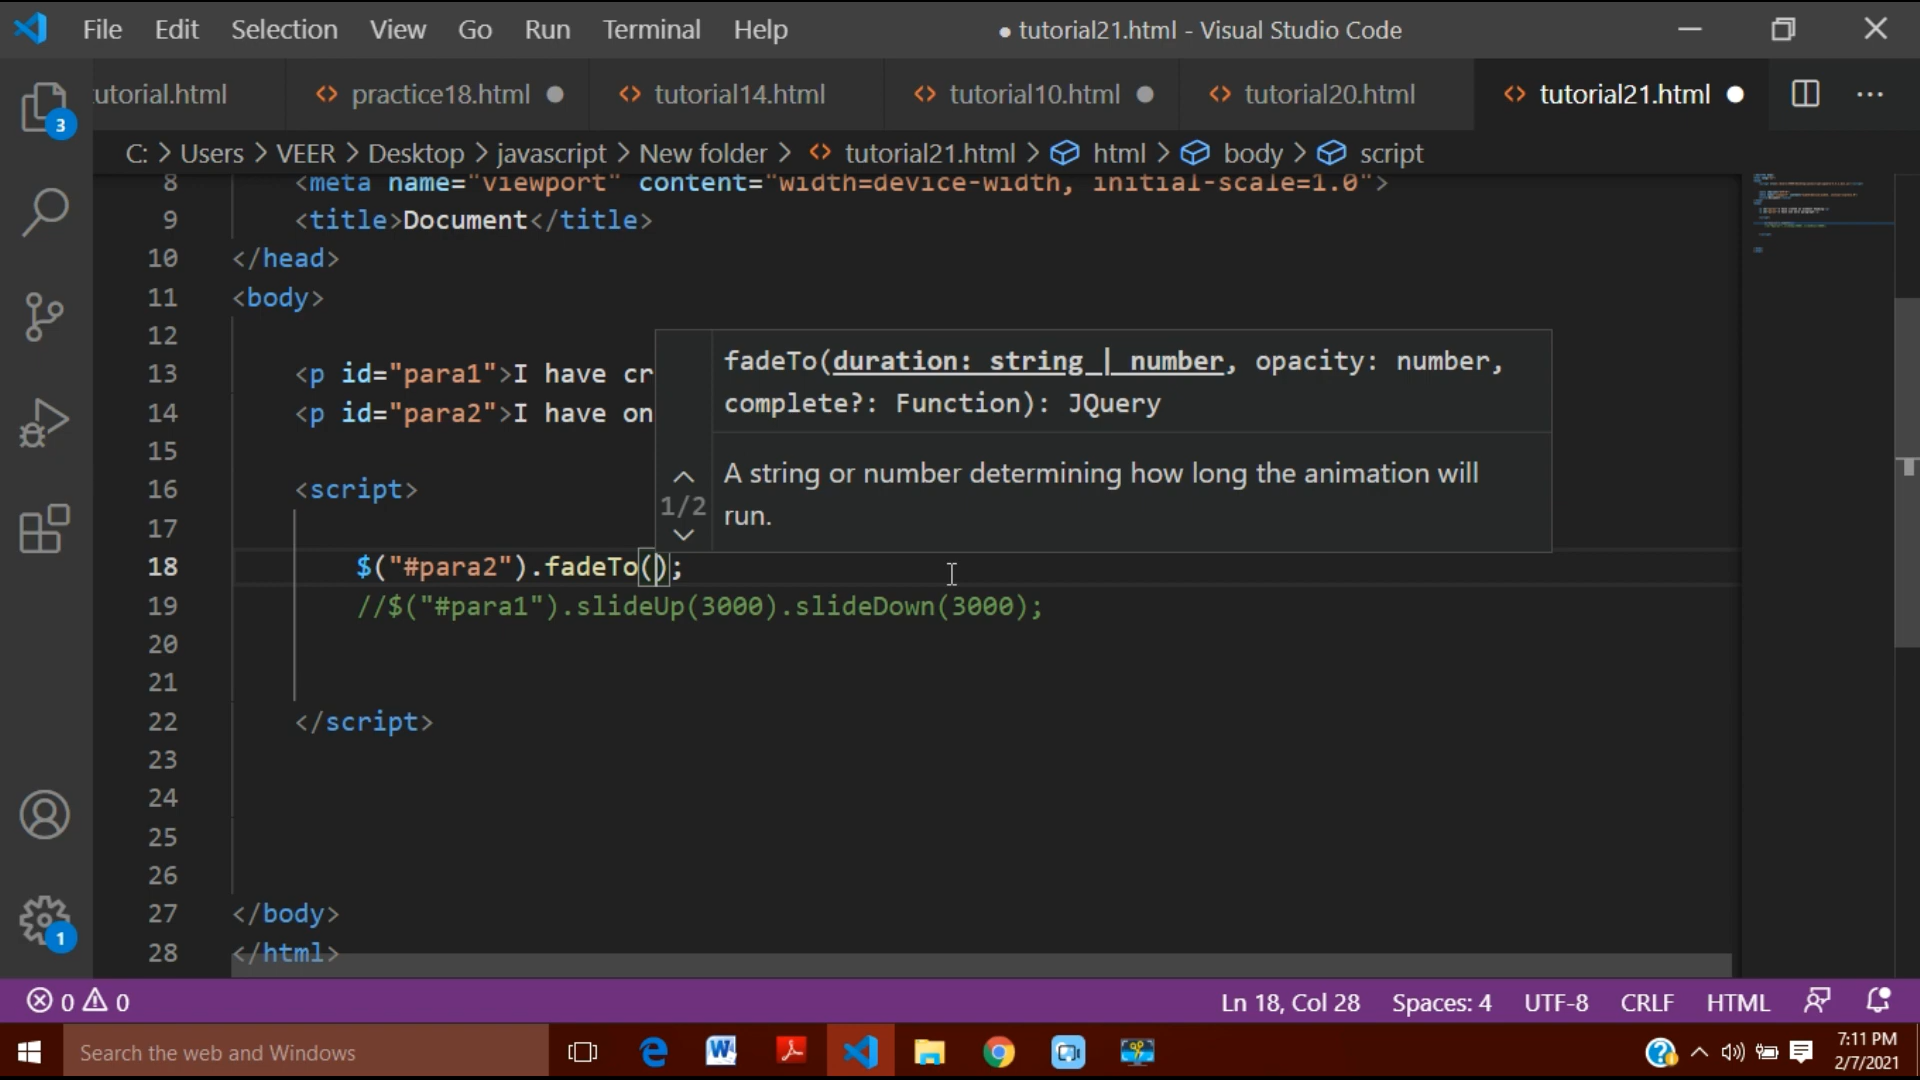 File Edit Selection View Go Run Terminal Help ● tutorial21.html - Visual Studio Code
utorial.html practice18.html tutorial14.html tutorial10.html tutorial20.html tutorial21.html
3
C: > Users > VEER > Desktop > javascript > New folder > tutorial21.html > html > body > script
8 <meta name="viewport" content="width=device-width, initial-scale=1.0">
9 <title>Document</title>
10 </head>
11 <body>
12
13 <p id="para1">I have cr
14 <p id="para2">I have on
fadeTo(duration: string | number, opacity: number,
complete?: Function): JQuery
A string or number determining how long the animation will
run.
1/2
15
16 <script>
17
18 $("#para2").fadeTo();
19 //$("#para1").slideUp(3000).slideDown(3000);
20
21
22 </script>
23
24
25
26
27 </body>
28 </html>
1
0 0 Ln 18, Col 28 Spaces: 4 UTF-8 CRLF HTML
Search the web and Windows
7:11 PM
2/7/2021